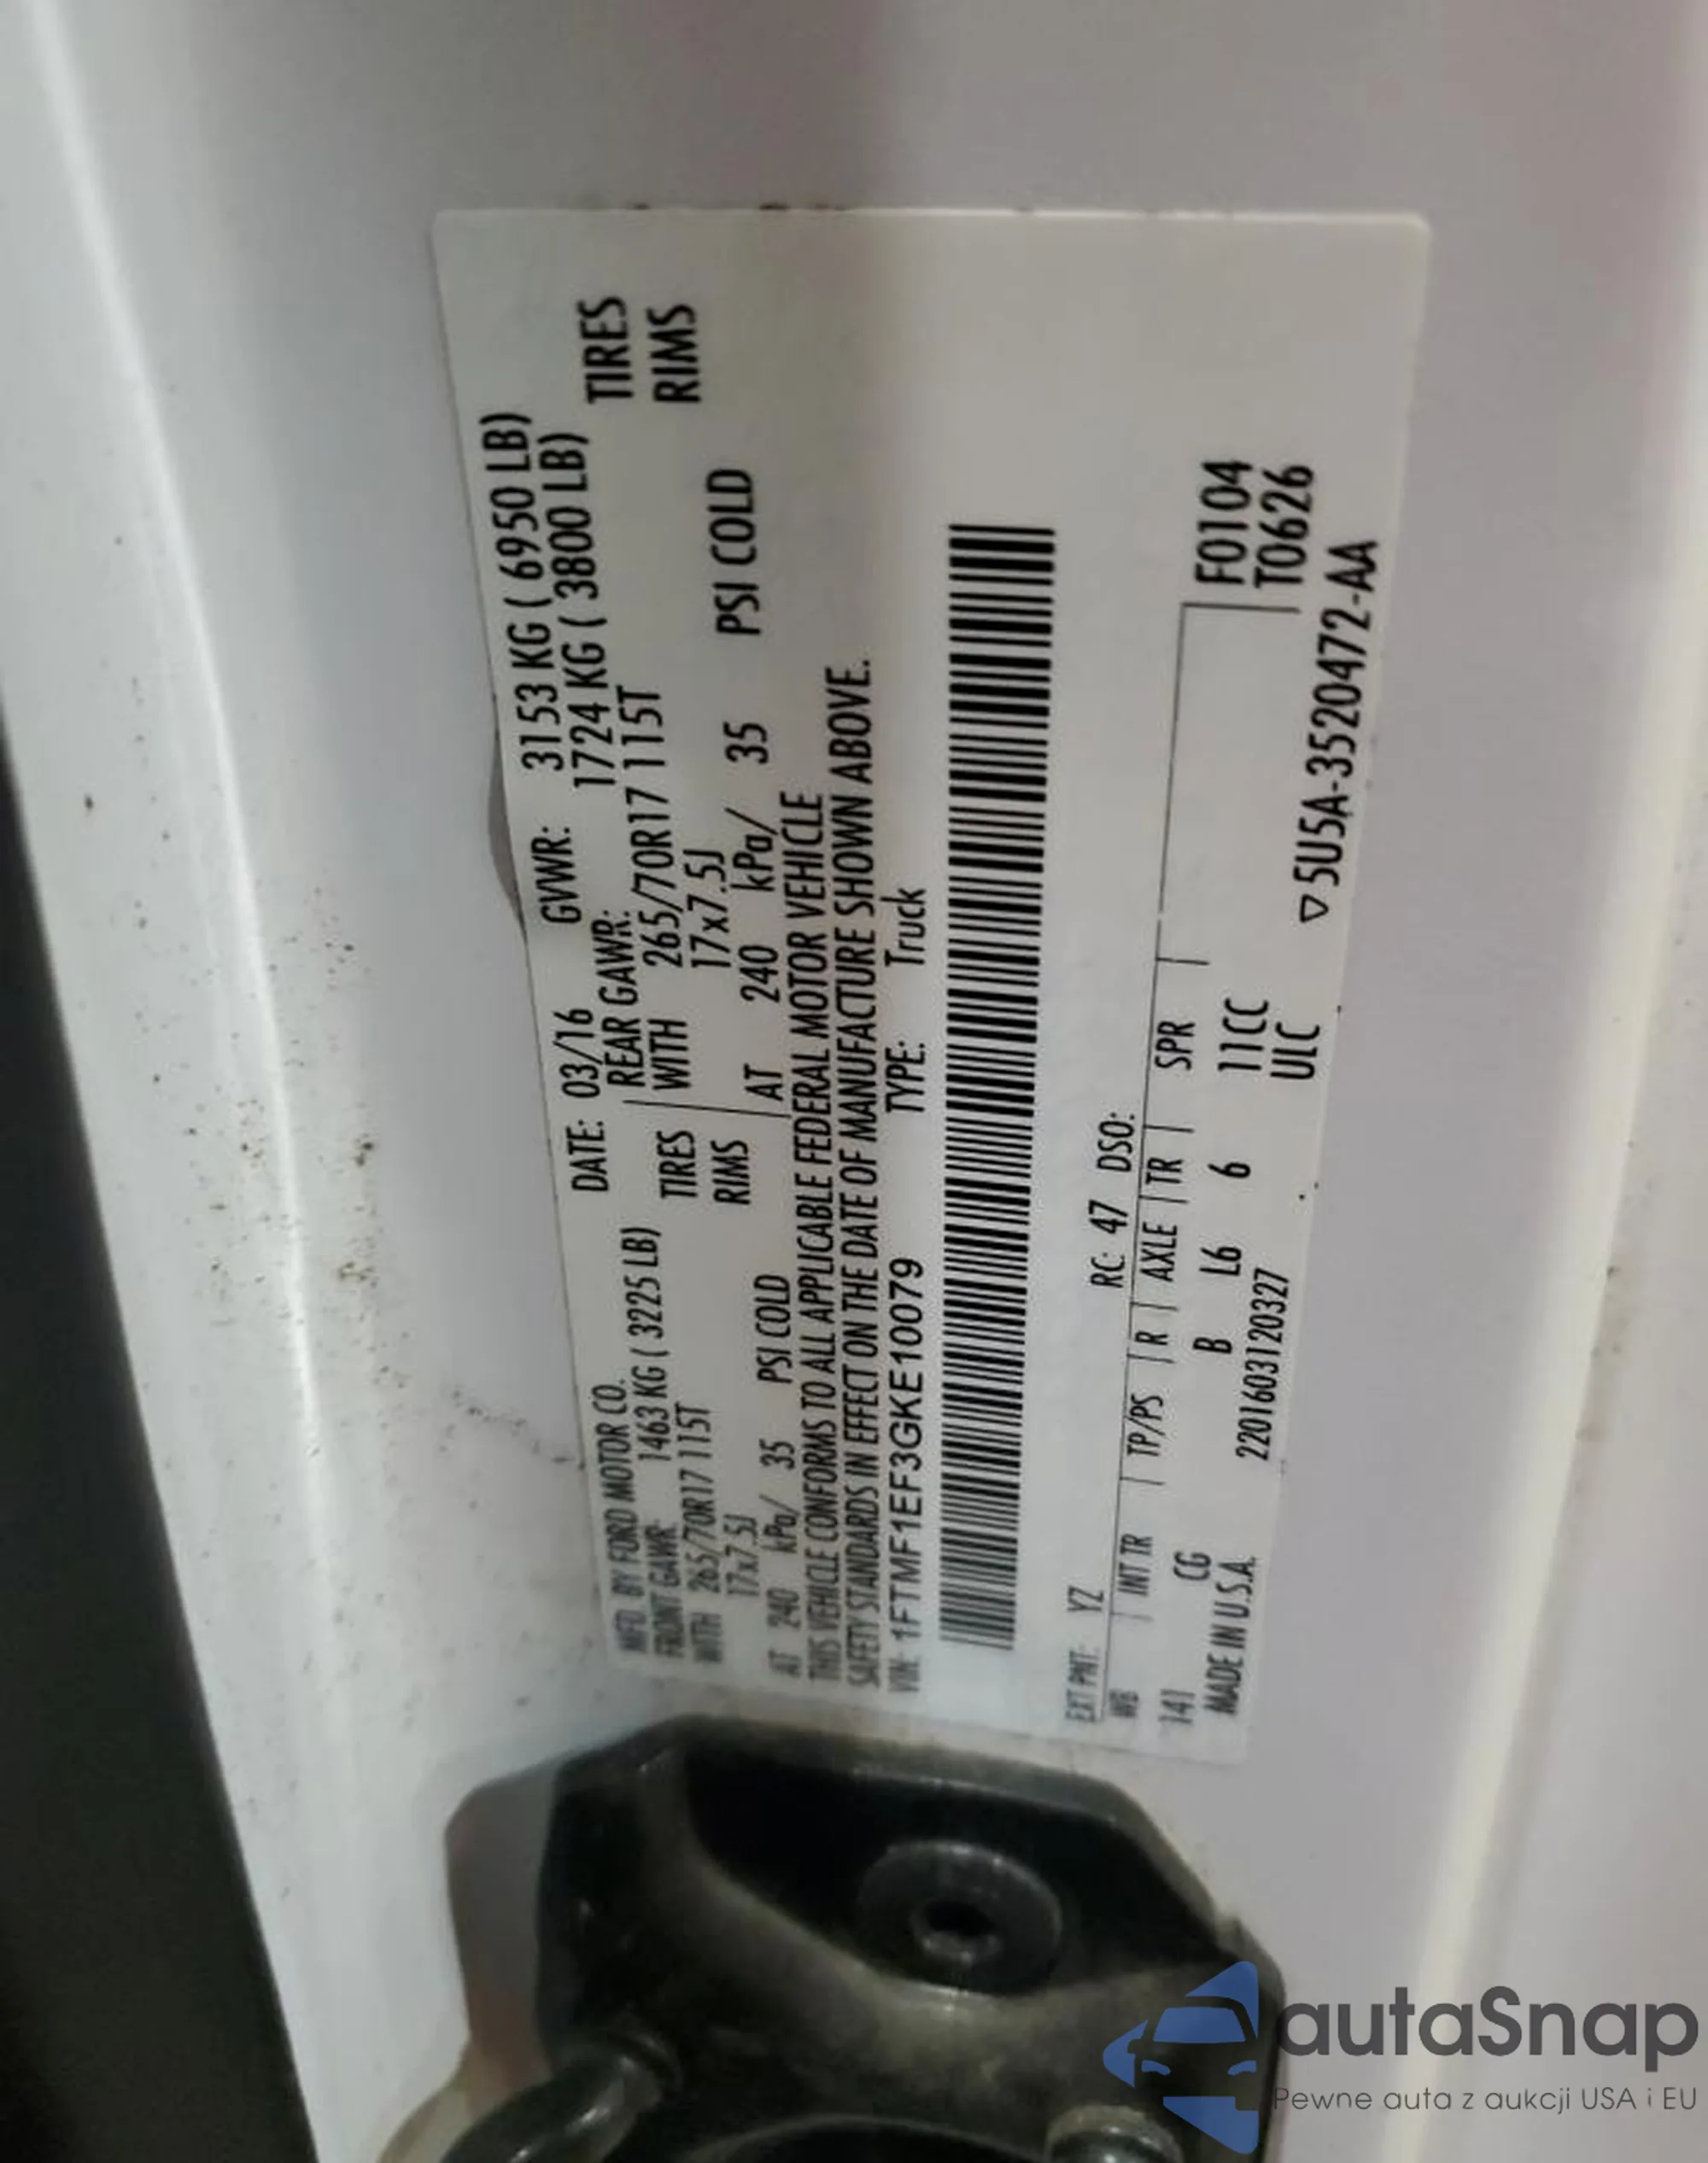 MFD. BY FORD MOTOR CO. DATE: 03/16 GVWR: 3153 KG ( 6950 LB)
FRONT GAWR: 1463 KG ( 3225 LB) REAR GAWR: 1724 KG ( 3800 LB)
WITH 265/70R17 115T TIRES WITH 265/70R17 115T TIRES
17x7.5J RIMS 17x7.5J RIMS
AT 240 kPa/ 35 PSI COLD AT 240 kPa/ 35 PSI COLD
THIS VEHICLE CONFORMS TO ALL APPLICABLE FEDERAL MOTOR VEHICLE
SAFETY STANDARDS IN EFFECT ON THE DATE OF MANUFACTURE SHOWN ABOVE.
VIN: 1FTMF1EF3GKE10079 TYPE: Truck
EXT PNT: YZ RC: 47 DSO:
WB | INT TR | TP/PS | R | AXLE | TR | SPR | F0104
141 CG B L6 6 11CC T0626
MADE IN U.S.A. 2201603120327 ULC ▽5U5A-3520472-AA
autaSnap
Pewne auta z aukcji USA i EU